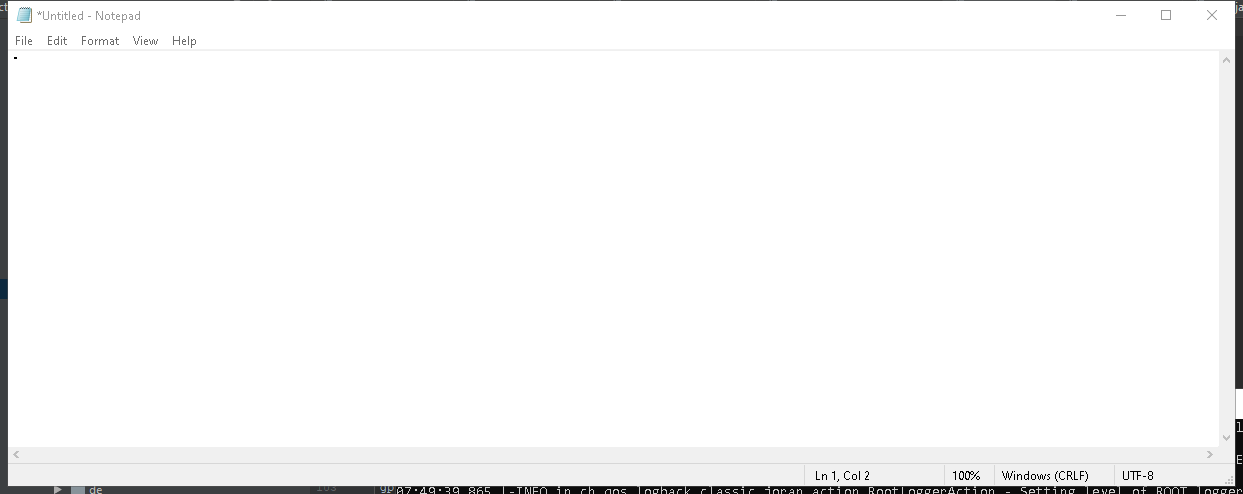 *Untitled - Notepad
File Edit Format View Help
-
Ln 1, Col 2 100% Windows (CRLF) UTF-8
de
07:49:39,865 |-INFO in ch.qos.logback.classic.joran.action.RootLoggerAction - Setting level of ROOT logger